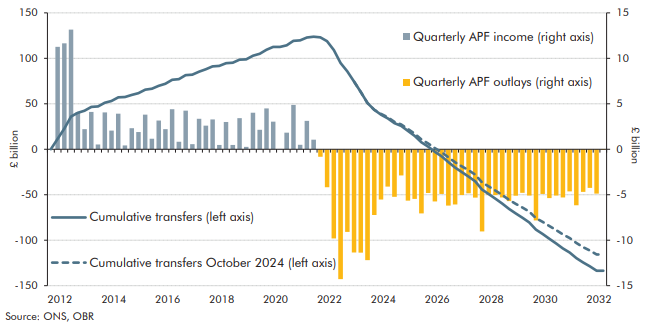 150
100
50
0
-50
-100
-150
£ billion
15
10
5
0
-5
-10
-15
£ billion
Quarterly APF income (right axis)
Quarterly APF outlays (right axis)
Cumulative transfers (left axis)
Cumulative transfers October 2024 (left axis)
2012 2014 2016 2018 2020 2022 2024 2026 2028 2030 2032
Source: ONS, OBR